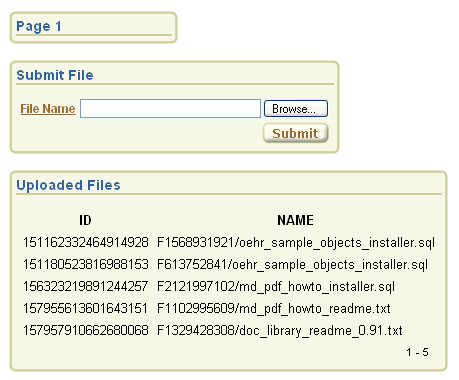 Page 1
Submit File
File Name Browse...
Submit
Uploaded Files
ID NAME
151162332464914928 F1568931921/oehr_sample_objects_installer.sql
151180523816988153 F613752841/oehr_sample_objects_installer.sql
156323219891244257 F2121997102/md_pdf_howto_installer.sql
157955613601643151 F1102995609/md_pdf_howto_readme.txt
157957910662680068 F1329428308/doc_library_readme_0.91.txt
1 - 5